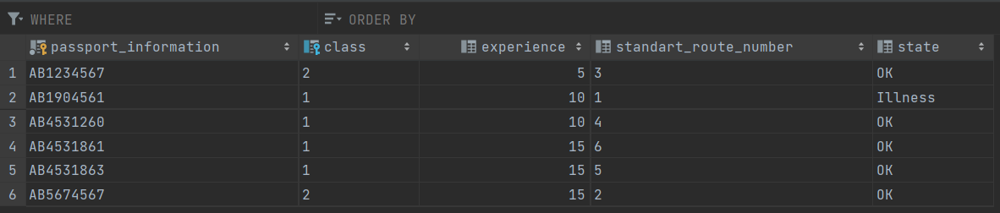 WHERE ORDER BY
passport_information class experience standart_route_number state
1 AB1234567 2 5 3 OK
2 AB1904561 1 10 1 Illness
3 AB4531260 1 10 4 OK
4 AB4531861 1 15 6 OK
5 AB4531863 1 15 5 OK
6 AB5674567 2 15 2 OK